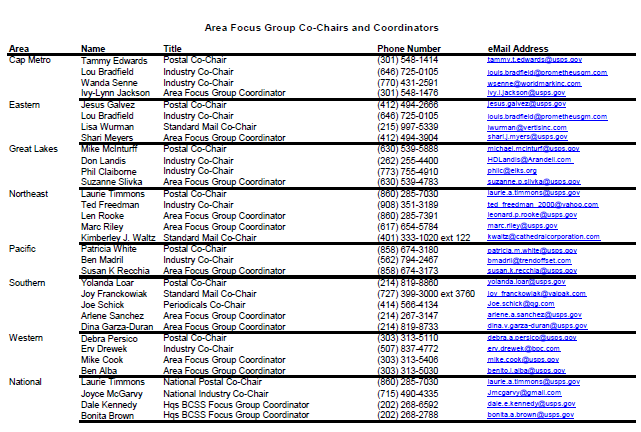 Area Focus Group Co-Chairs and Coordinators
Area Name Title Phone Number eMail Address
Cap Metro Tammy Edwards Postal Co-Chair (301) 548-1414 tammy.t.edwards@usps.gov
Lou Bradfield Industry Co-Chair (646) 725-0105 louis.bradfield@prometheusgm.com
Wanda Senne Industry Co-Chair (770) 431-2591 wsenne@worldmarkinc.com
Ivy-Lynn Jackson Area Focus Group Coordinator (301) 548-1476 ivy.l.jackson@usps.gov
Eastern Jesus Galvez Postal Co-Chair (412) 494-2666 jesus.galvez@usps.gov
Lou Bradfield Industry Co-Chair (646) 725-0105 louis.bradfield@prometheusgm.com
Lisa Wurman Standard Mail Co-Chair (215) 997-5339 lwurman@vertisinc.com
Shari Meyers Area Focus Group Coordinator (412) 494-3904 shari.j.myers@usps.gov
Great Lakes Mike McInturff Postal Co-Chair (630) 539-5888 michael.mcinturf@usps.gov
Don Landis Industry Co-Chair (262) 255-4400 HDLandis@Arandell.com
Phil Claiborne Industry Co-Chair (773) 755-4910 philc@elks.org
Suzanne Slivka Area Focus Group Coordinator (630) 539-4783 suzanne.p.slivka@usps.gov
Northeast Laurie Timmons Postal Co-Chair (860) 285-7030 laurie.a.timmons@usps.gov
Ted Freedman Industry Co-Chair (908) 351-3189 ted_freedman_2000@yahoo.com
Len Rooke Area Focus Group Coordinator (860) 285-7391 leonard.p.rooke@usps.gov
Marc Riley Area Focus Group Coordinator (617) 654-5784 marc.riley@usps.gov
Kimberley J. Waltz Standard Mail Co-Chair (401) 333-1020 ext 122 kwaltz@cathedralcorporation.com
Pacific Patricia White Postal Co-Chair (858) 674-3180 patricia.m.white@usps.gov
Ben Madril Industry Co-Chair (562) 794-2467 bmadril@trendoffset.com
Susan K Recchia Area Focus Group Coordinator (858) 674-3173 susan.k.recchia@usps.gov
Southern Yolanda Loar Postal Co-Chair (214) 819-8860 yolanda.loar@usps.gov
Joy Franckowiak Standard Mail Co-Chair (727) 399-3000 ext 3760 joy_franckowiak@valpak.com
Joe Schick Periodicals Co-Chair (414) 566-4134 Joe.schick@qg.com
Arlene Sanchez Area Focus Group Coordinator (214) 267-3147 arlene.a.sanchez@usps.gov
Dina Garza-Duran Area Focus Group Coordinator (214) 819-8733 dina.v.garza-duran@usps.gov
Western Debra Persico Postal Co-Chair (303) 313-5110 debra.a.persico@usps.gov
Erv Drewek Industry Co-Chair (507) 837-4772 erv.drewek@bpc.com
Mike Cook Area Focus Group Coordinator (303) 313-5406 mike.cook@usps.gov
Ben Alba Area Focus Group Coordinator (303) 313-5030 benito.l.alba@usps.gov
National Laurie Timmons National Postal Co-Chair (860) 285-7030 laurie.a.timmons@usps.gov
Joyce McGarvy National Industry Co-Chair (715) 490-4335 Jmcgarvy@gmail.com
Dale Kennedy Hqs BCSS Focus Group Coordinator (202) 268-6592 dale.e.kennedy@usps.gov
Bonita Brown Hqs BCSS Focus Group Coordinator (202) 268-2788 bonita.a.brown@usps.gov